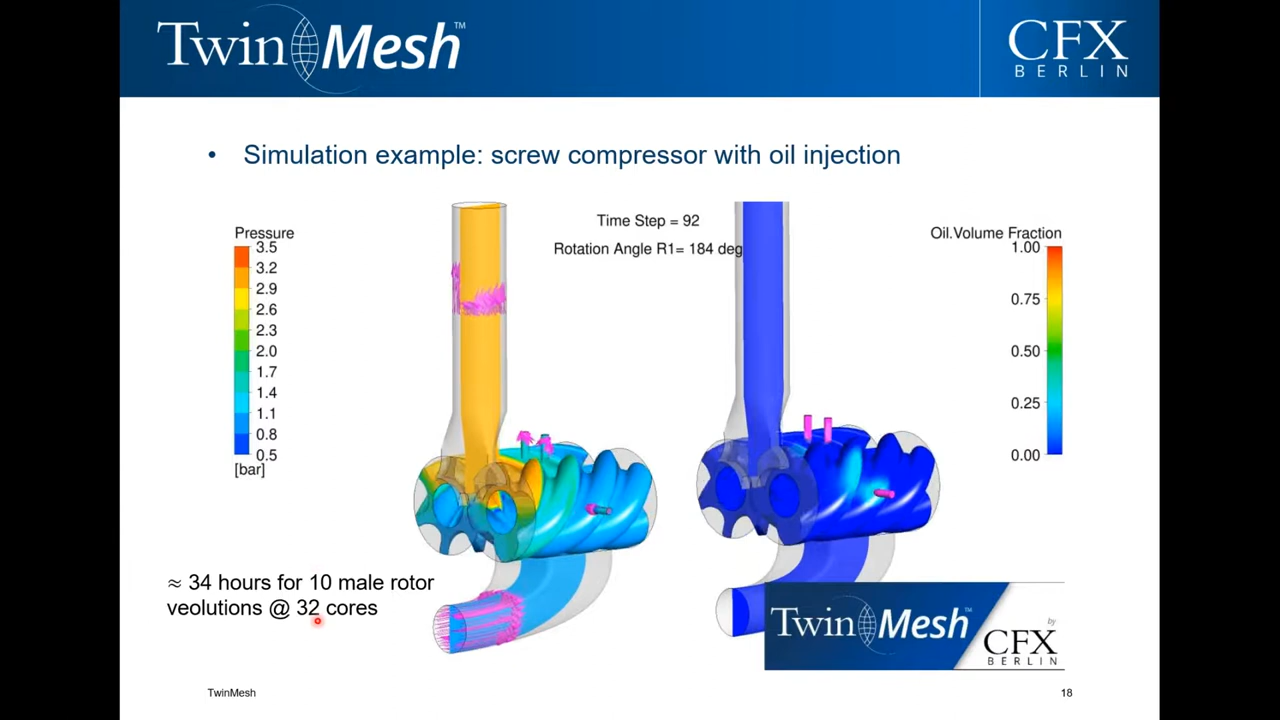 TwinMesh™
CFX
BERLIN
• Simulation example: screw compressor with oil injection
Time Step = 92
Rotation Angle R1= 184 deg
Pressure
3.5
3.2
2.9
2.6
2.3
2.0
1.7
1.4
1.1
0.8
0.5
[bar]
Oil.Volume Fraction
1.00
0.75
0.50
0.25
0.00
≈ 34 hours for 10 male rotor
veolutions @ 32 cores
TwinMesh™
by
CFX
BERLIN
TwinMesh
18